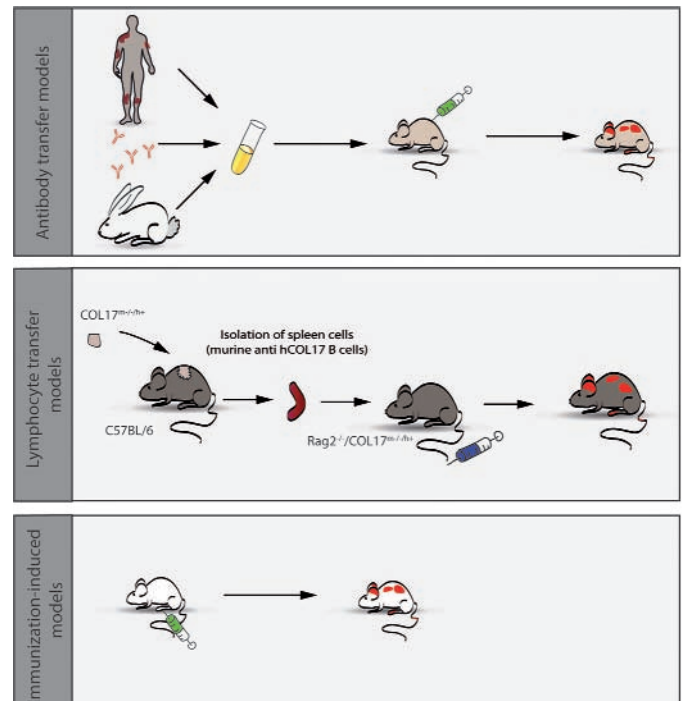 Antibody transfer models
Lymphocyte transfer
models
COL17m-/-/h+
Isolation of spleen cells
(murine anti hCOL17 B cells)
C57BL/6
Rag2-/-/COL17m-/-/h+
mmunization-induced
models